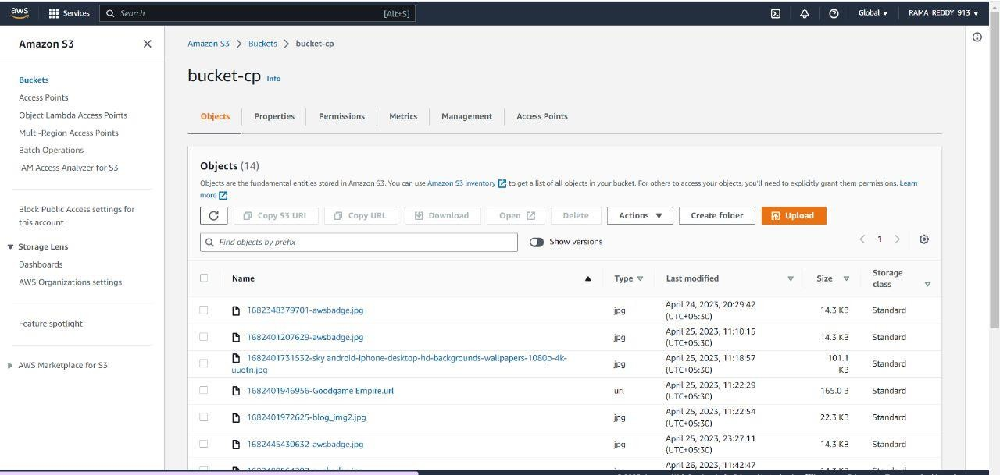 aws
Services
Search [Alt+S]
Global ▼
RAMA_REDDY_913 ▼
Amazon S3
Buckets
Access Points
Object Lambda Access Points
Multi-Region Access Points
Batch Operations
IAM Access Analyzer for S3
Block Public Access settings for
this account
Storage Lens
Dashboards
AWS Organizations settings
Feature spotlight
AWS Marketplace for S3
Amazon S3 > Buckets > bucket-cp
bucket-cp Info
Objects Properties Permissions Metrics Management Access Points
Objects (14)
Objects are the fundamental entities stored in Amazon S3. You can use Amazon S3 inventory to get a list of all objects in your bucket. For others to access your objects, you'll need to explicitly grant them permissions. Learn
more
Copy S3 URI Copy URL Download Open Delete Actions ▼ Create folder Upload
Find objects by prefix
Show versions
1
Name Type Last modified Size Storage
class
1682348379701-awsbadge.jpg jpg April 24, 2023, 20:29:42
(UTC+05:30) 14.3 KB Standard
1682401207629-awsbadge.jpg jpg April 25, 2023, 11:10:15
(UTC+05:30) 14.3 KB Standard
1682401731532-sky android-iphone-desktop-hd-backgrounds-wallpapers-1080p-4k-
uuotn.jpg jpg April 25, 2023, 11:18:57
(UTC+05:30) 101.1
KB Standard
1682401946956-Goodgame Empire.url url April 25, 2023, 11:22:29
(UTC+05:30) 165.0 B Standard
1682401972625-blog_img2.jpg jpg April 25, 2023, 11:22:54
(UTC+05:30) 22.3 KB Standard
1682445430632-awsbadge.jpg jpg April 25, 2023, 23:27:11
(UTC+05:30) 14.3 KB Standard
April 26, 2023, 11:42:47